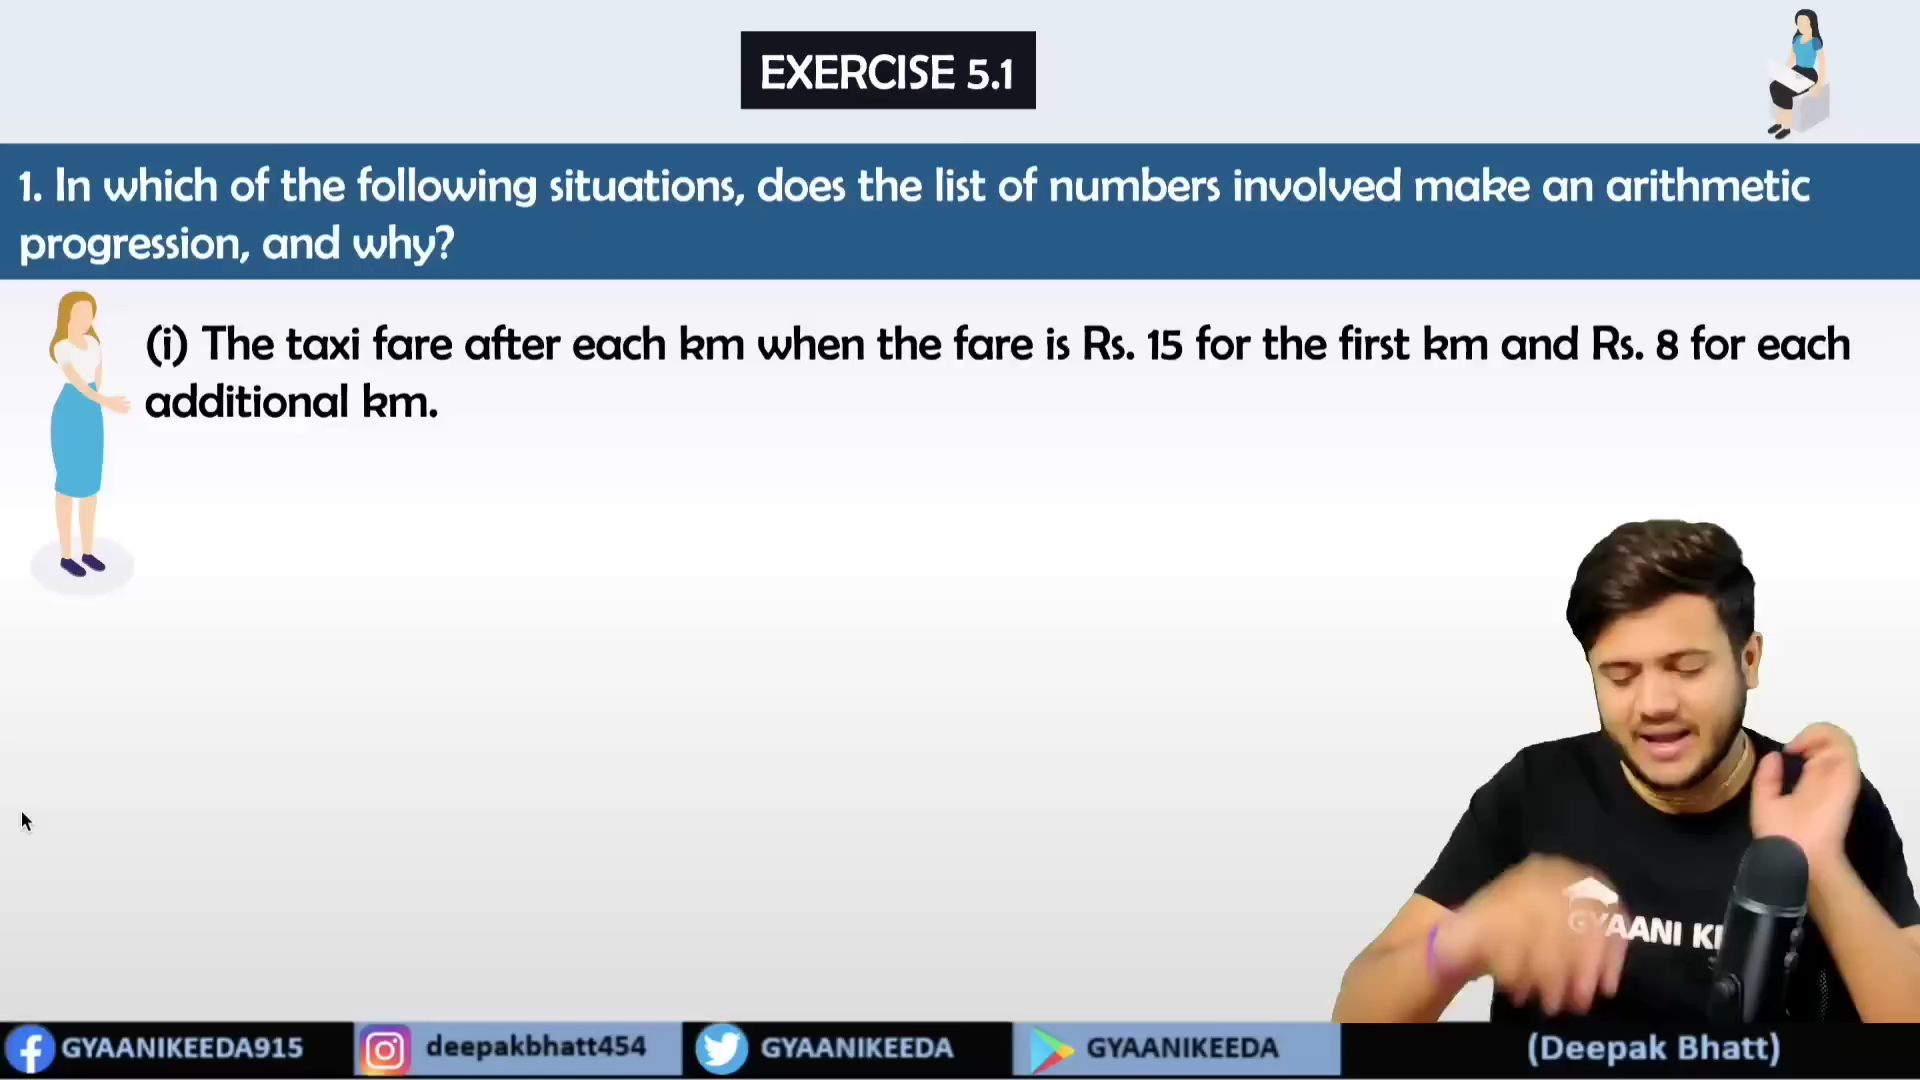 EXERCISE 5.1
1. In which of the following situations, does the list of numbers involved make an arithmetic
progression, and why?
(i) The taxi fare after each km when the fare is Rs. 15 for the first km and Rs. 8 for each
additional km.
GYAANI
GYAANIKEEDA915
deepakbhatt454
GYAANIKEEDA
GYAANIKEEDA
(Deepak Bhatt)